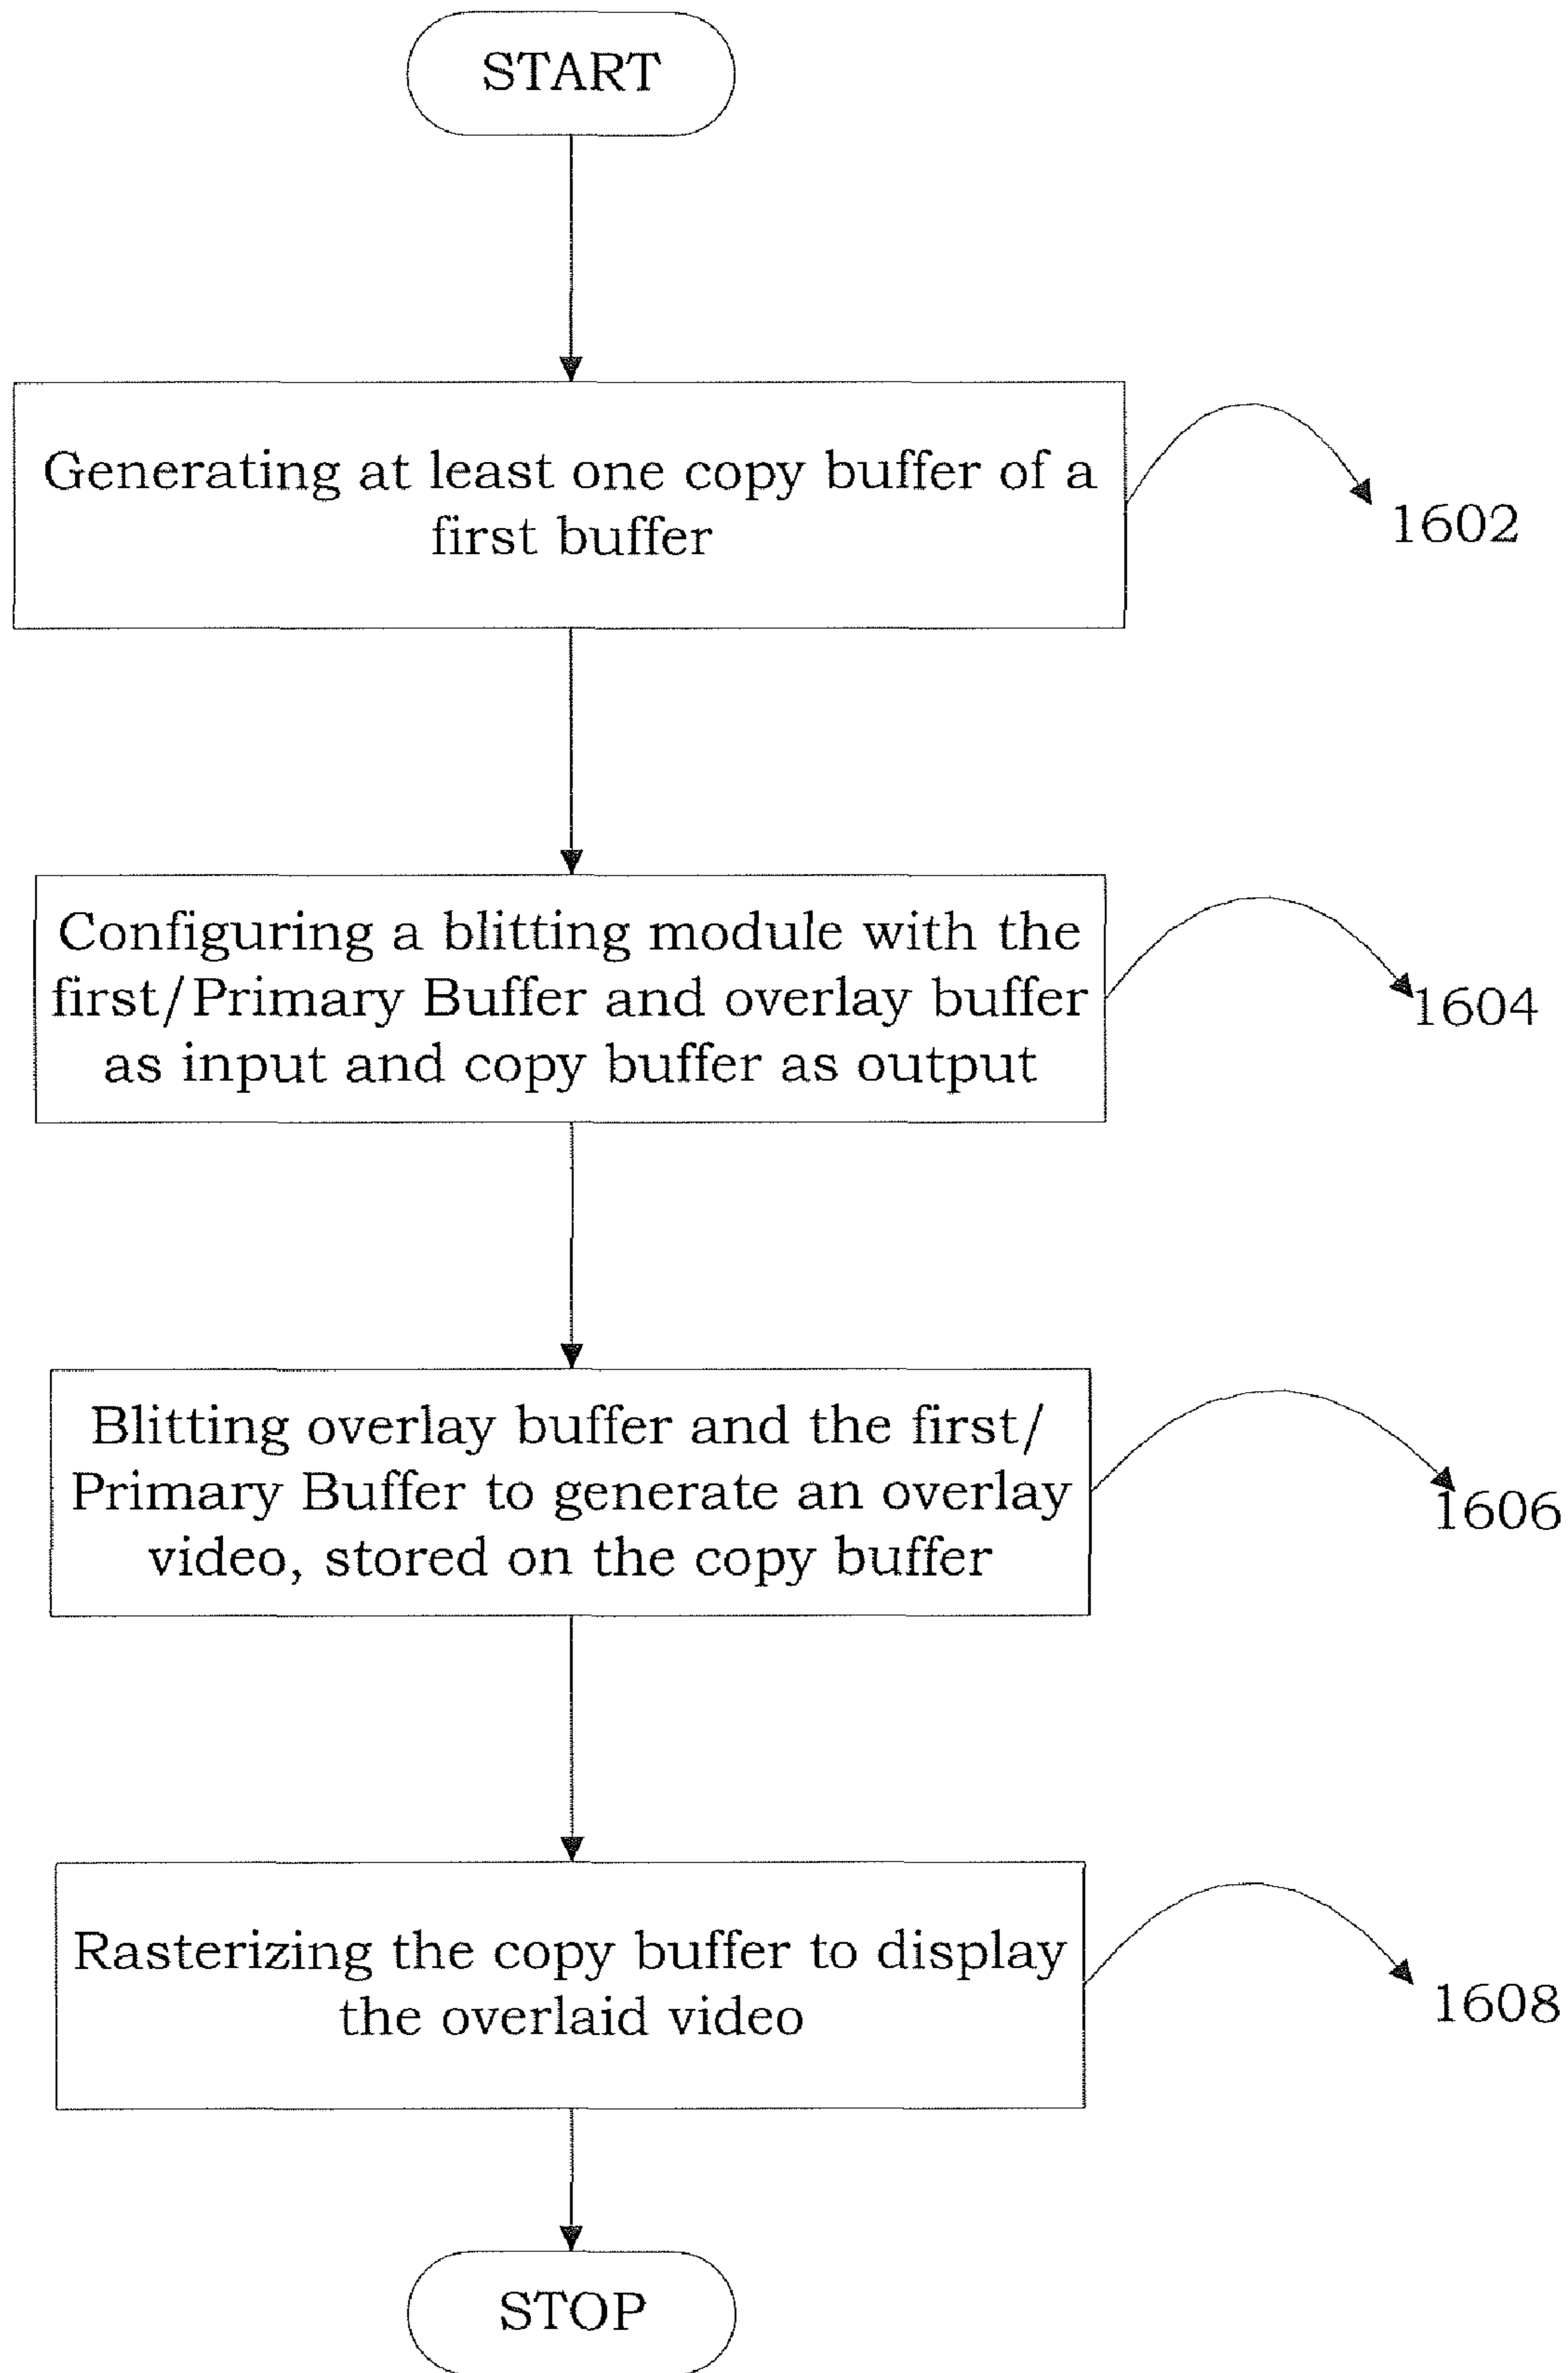 START
Generating at least one copy buffer of a
first buffer
1602
Configuring a blitting module with the
first/Primary Buffer and overlay buffer
as input and copy buffer as output
1604
Blitting overlay buffer and the first/
Primary Buffer to generate an overlay
video, stored on the copy buffer
1606
Rasterizing the copy buffer to display
the overlaid video
1608
STOP